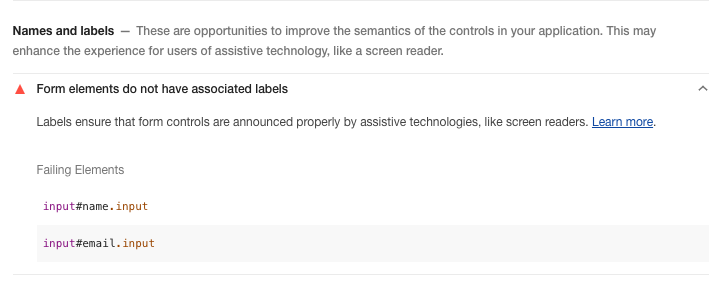 Names and labels — These are opportunities to improve the semantics of the controls in your application. This may
enhance the experience for users of assistive technology, like a screen reader.
Form elements do not have associated labels
Labels ensure that form controls are announced properly by assistive technologies, like screen readers. Learn more.
Failing Elements
input#name.input
input#email.input